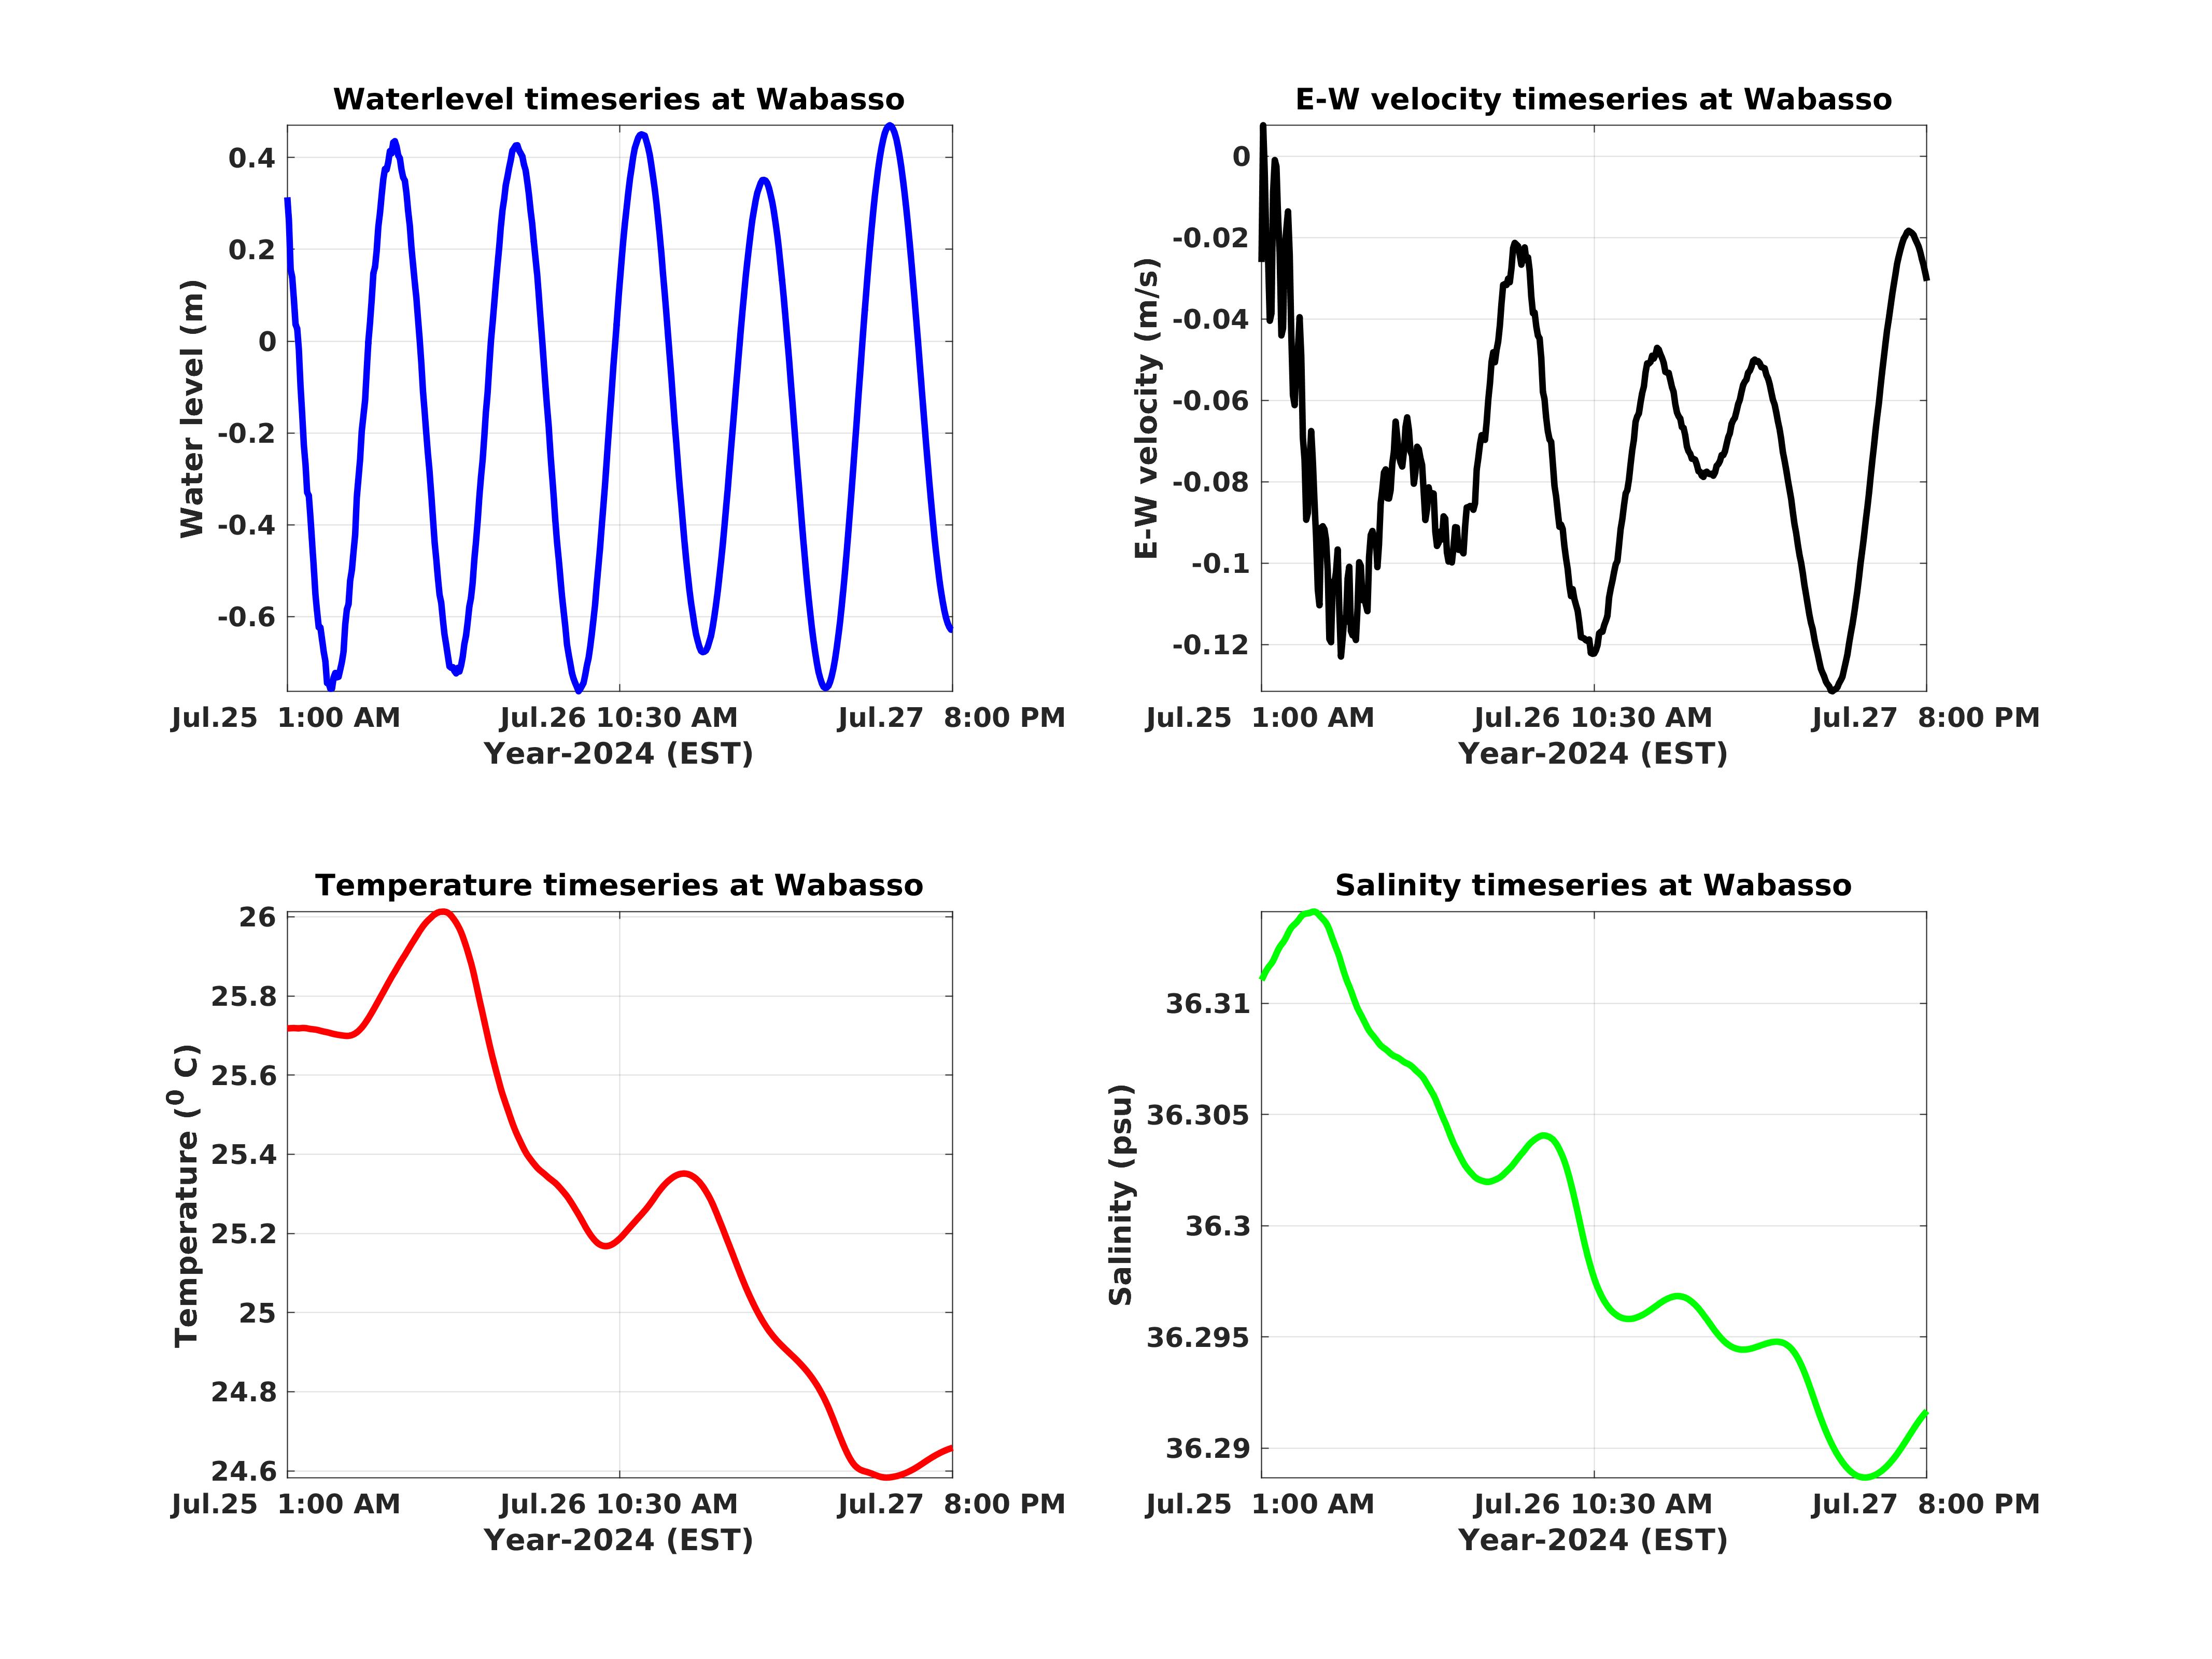 Waterlevel timeseries at Wabasso
Water level (m)
0.4
0.2
0
-0.2
-0.4
-0.6
Jul.25 1:00 AM
Jul.26 10:30 AM
Jul.27 8:00 PM
Year-2024 (EST)
E-W velocity timeseries at Wabasso
E-W velocity (m/s)
0
-0.02
-0.04
-0.06
-0.08
-0.1
-0.12
Jul.25 1:00 AM
Jul.26 10:30 AM
Jul.27 8:00 PM
Year-2024 (EST)
Temperature timeseries at Wabasso
Temperature (⁰ C)
26
25.8
25.6
25.4
25.2
25
24.8
24.6
Jul.25 1:00 AM
Jul.26 10:30 AM
Jul.27 8:00 PM
Year-2024 (EST)
Salinity timeseries at Wabasso
Salinity (psu)
36.31
36.305
36.3
36.295
36.29
Jul.25 1:00 AM
Jul.26 10:30 AM
Jul.27 8:00 PM
Year-2024 (EST)